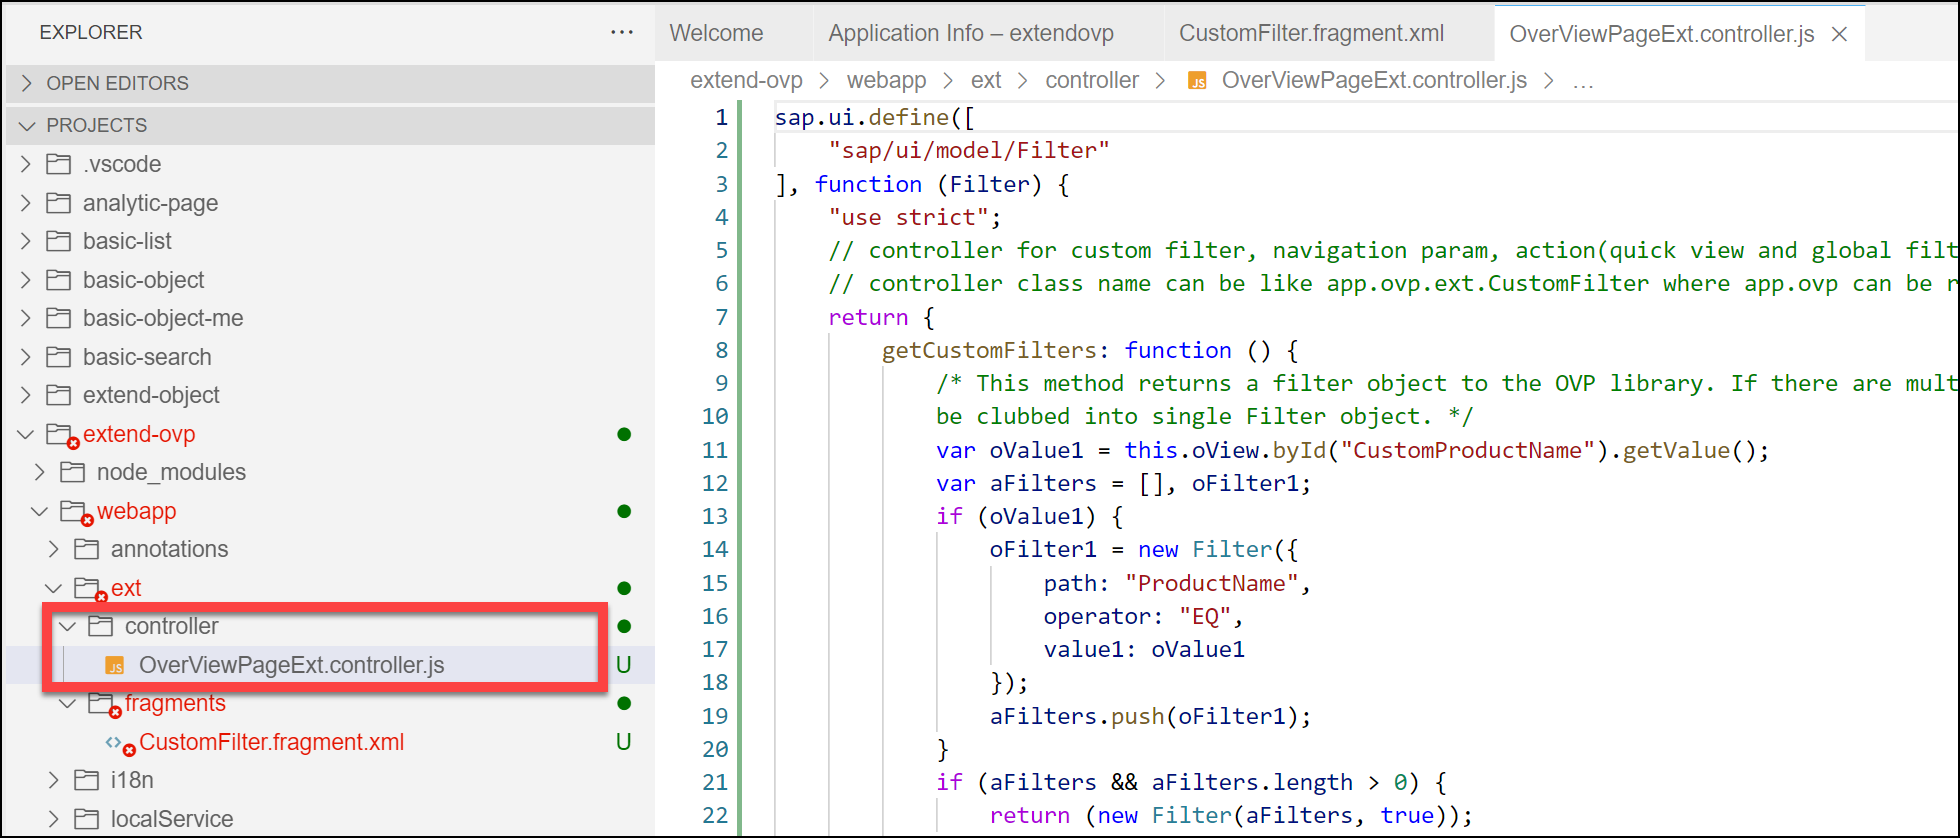 EXPLORER ...
OPEN EDITORS
PROJECTS
.vscode
analytic-page
basic-list
basic-object
basic-object-me
basic-search
extend-object
extend-ovp
node_modules
webapp
annotations
ext
controller
JS OverViewPageExt.controller.js U
fragments
<> CustomFilter.fragment.xml U
i18n
localService
Welcome Application Info – extendovp CustomFilter.fragment.xml OverViewPageExt.controller.js ×
extend-ovp > webapp > ext > controller > JS OverViewPageExt.controller.js > ...
1 sap.ui.define([
2 "sap/ui/model/Filter"
3 ], function (Filter) {
4 "use strict";
5 // controller for custom filter, navigation param, action(quick view and global filt
6 // controller class name can be like app.ovp.ext.CustomFilter where app.ovp can be r
7 return {
8 getCustomFilters: function () {
9 /* This method returns a filter object to the OVP library. If there are mult
10 be clubbed into single Filter object. */
11 var oValue1 = this.oView.byId("CustomProductName").getValue();
12 var aFilters = [], oFilter1;
13 if (oValue1) {
14 oFilter1 = new Filter({
15 path: "ProductName",
16 operator: "EQ",
17 value1: oValue1
18 });
19 aFilters.push(oFilter1);
20 }
21 if (aFilters && aFilters.length > 0) {
22 return (new Filter(aFilters, true));